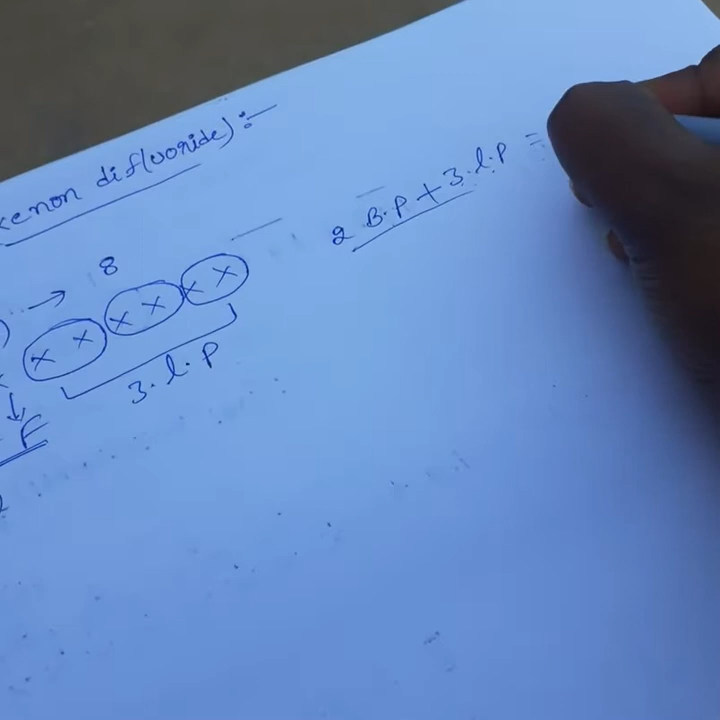 xenon difluoride):-
2 B.P + 3.l.P =
→ 8
x x x x x x
3.l.P
↓
F